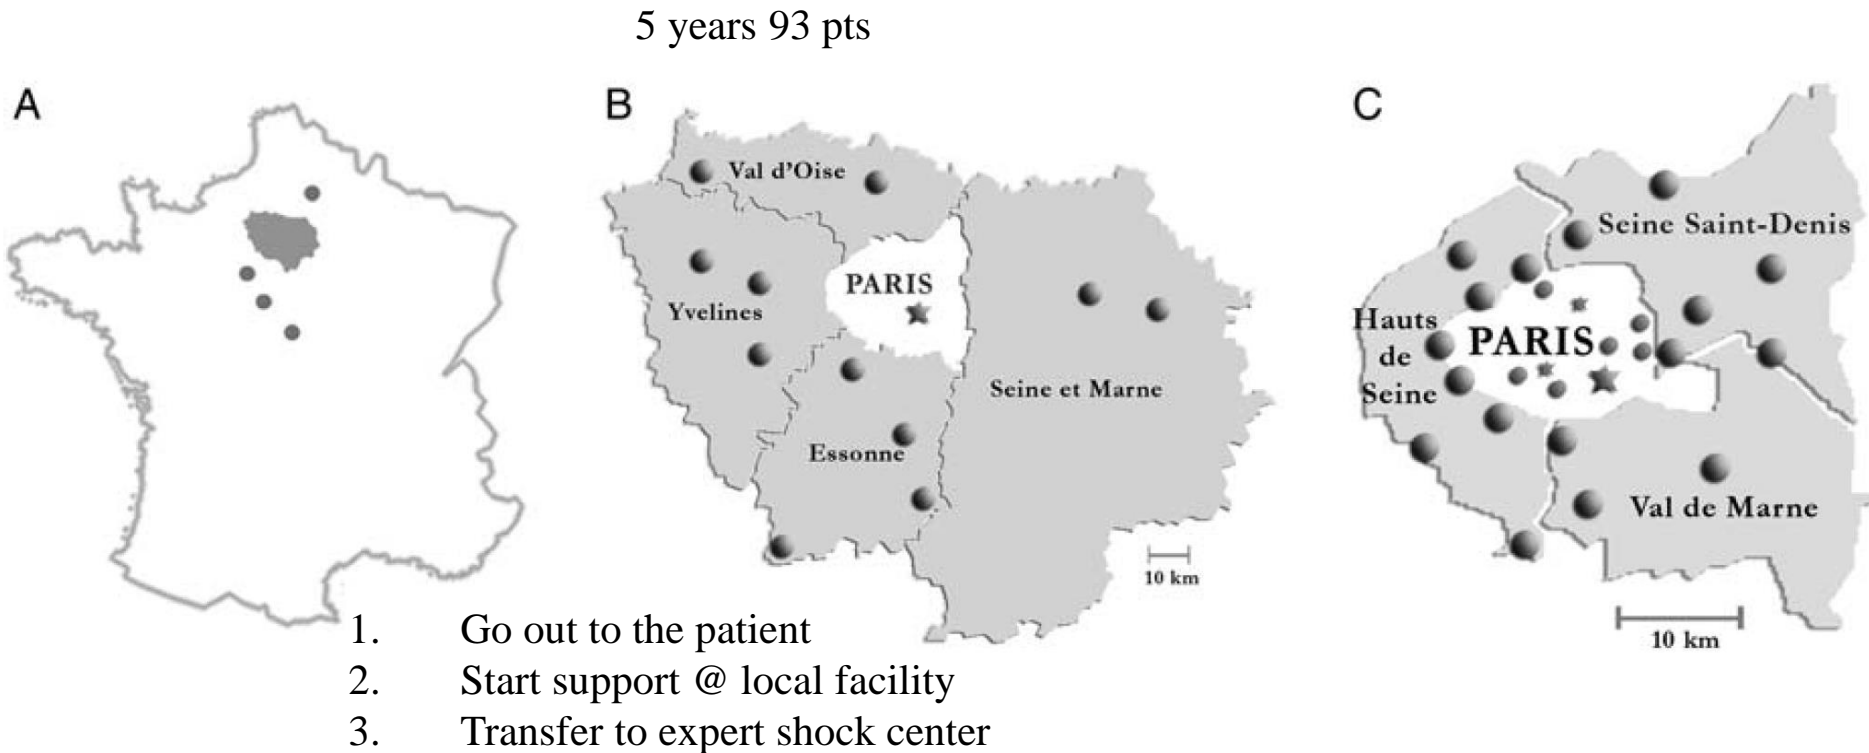 5 years 93 pts
A
B
C
Val d'Oise
Yvelines
PARIS
Essonne
Seine et Marne
10 km
Seine Saint-Denis
Hauts
de
Seine
PARIS
Val de Marne
10 km
1. Go out to the patient
2. Start support @ local facility
3. Transfer to expert shock center